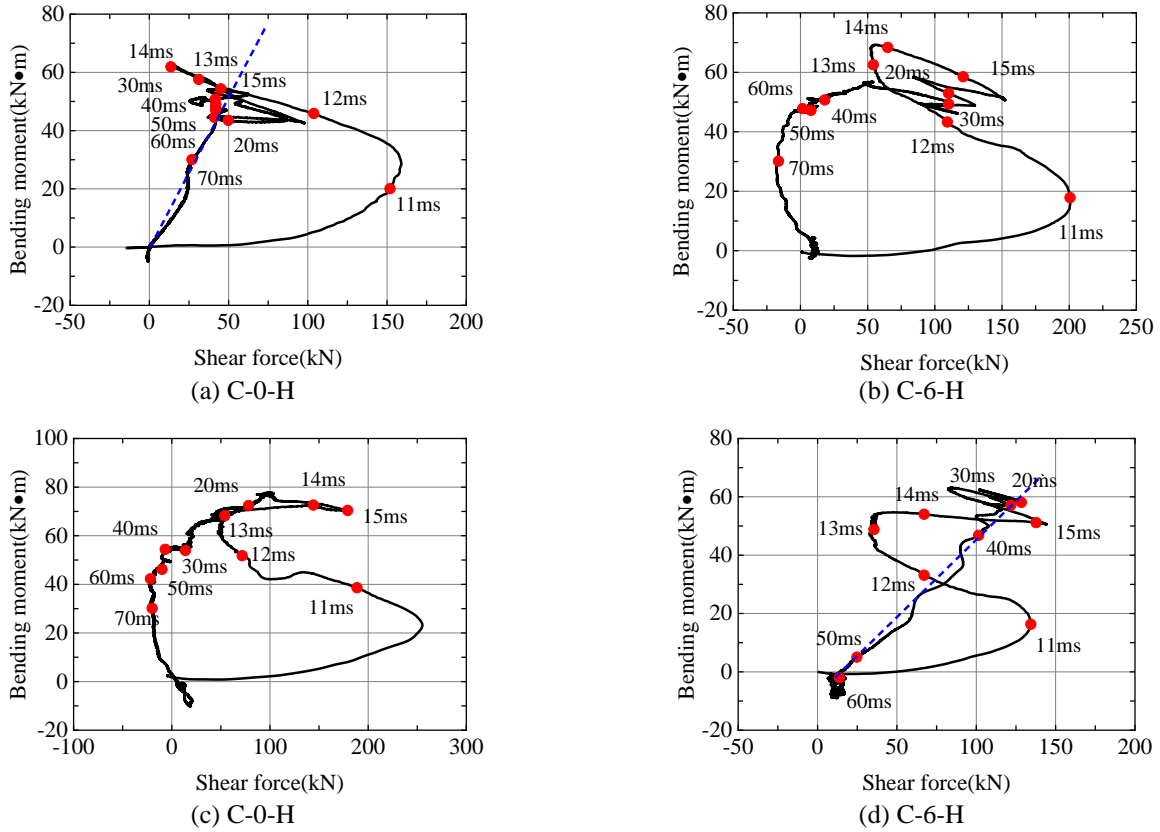 Bending moment(kN•m)
80
60
40
20
0
-20
14ms
13ms
15ms
30ms
12ms
40ms
50ms
20ms
60ms
70ms
11ms
-50
0
50
100
150
200
Shear force(kN)
(a) C-0-H
Bending moment(kN•m)
80
60
40
20
0
-20
14ms
13ms
20ms
15ms
60ms
40ms
30ms
50ms
12ms
70ms
11ms
-50
0
50
100
150
200
250
Shear force(kN)
(b) C-6-H
Bending moment(kN•m)
100
80
60
40
20
0
-20
20ms
14ms
15ms
40ms
13ms
30ms
12ms
60ms
50ms
11ms
70ms
-100
0
100
200
300
Shear force(kN)
(c) C-0-H
Bending moment(kN•m)
80
60
40
20
0
-20
30ms
20ms
14ms
13ms
15ms
40ms
12ms
50ms
11ms
60ms
-50
0
50
100
150
200
Shear force(kN)
(d) C-6-H